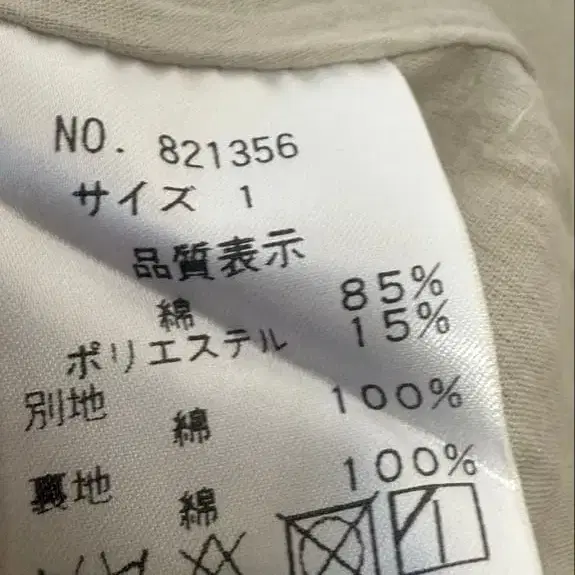 NO. 821356
サイズ 1
品質表示
綿 85%
ポリエステル 15%
別地
綿 100%
裏地
綿 100%